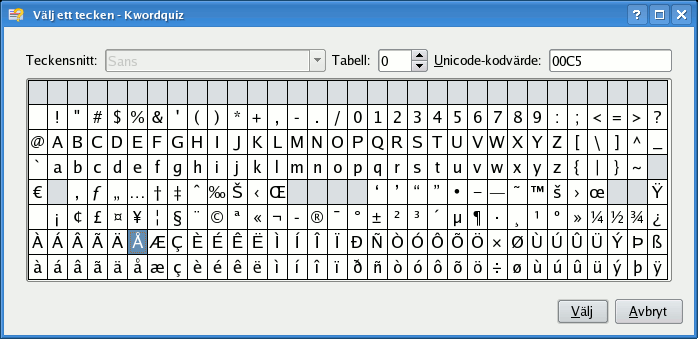 Välj ett tecken - Kwordquiz
Teckensnitt: Sans Tabell: 0 Unicode-kodvärde: 00C5
! " # $ % & ' ( ) * + , - . / 0 1 2 3 4 5 6 7 8 9 : ; < = > ?
@ A B C D E F G H I J K L M N O P Q R S T U V W X Y Z [ \ ] ^ _
` a b c d e f g h i j k l m n o p q r s t u v w x y z { | } ~
€ ‚ ƒ „ … † ‡ ˆ ‰ Š ‹ Œ ‘ ’ “ ” • – — ˜ ™ š › œ Ÿ
¡ ¢ £ ¤ ¥ ¦ § ¨ © ª « ¬ - ® ¯ ° ± ² ³ ´ µ ¶ · ¸ ¹ º » ¼ ½ ¾ ¿
À Á Â Ã Ä Å Æ Ç È É Ê Ë Ì Í Î Ï Ð Ñ Ò Ó Ô Õ Ö × Ø Ù Ú Û Ü Ý Þ ß
à á â ã ä å æ ç è é ê ë ì í î ï ð ñ ò ó ô õ ö ÷ ø ù ú û ü ý þ ÿ
Välj Avbryt